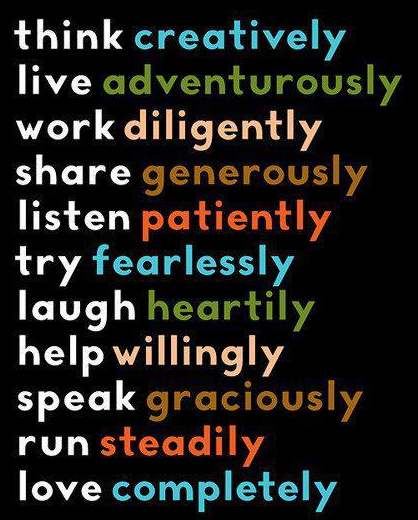 think creatively
live adventurously
work diligently
share generously
listen patiently
try fearlessly
laugh heartily
help willingly
speak graciously
run steadily
love completely